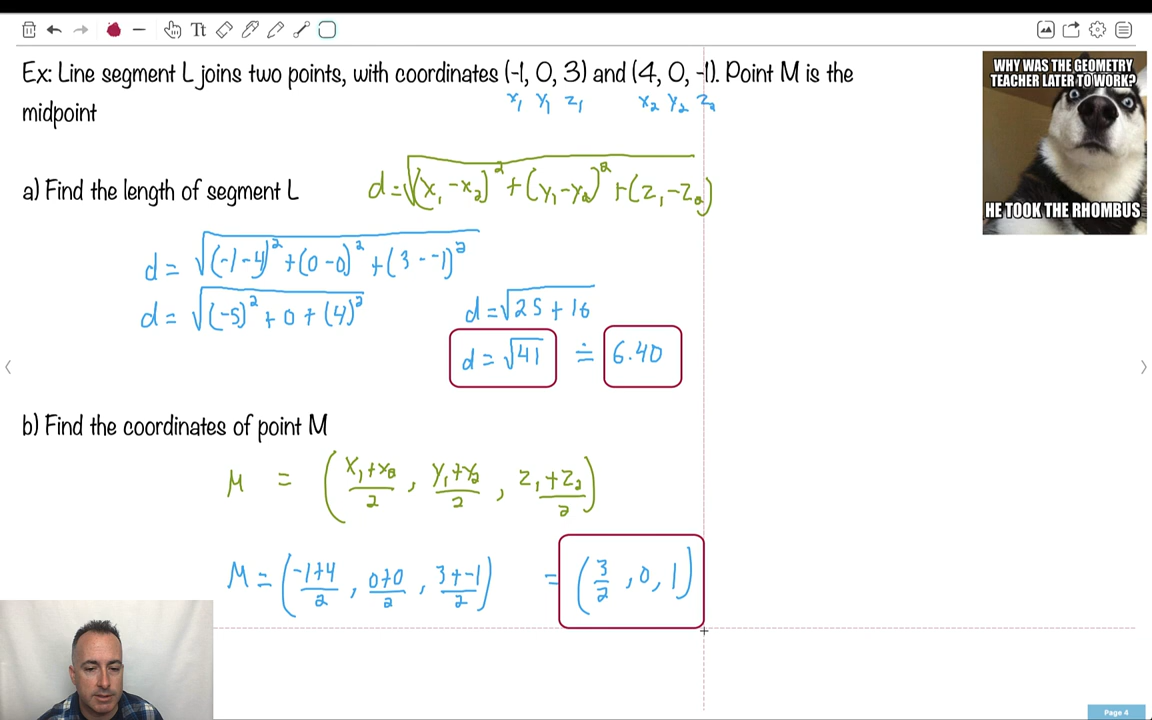 Tt
Ex: Line segment L joins two points, with coordinates (-1, 0, 3) and (4, 0, -1). Point M is the
x₁ y₁ z₁ x₂ y₂ z₂
midpoint
WHY WAS THE GEOMETRY
TEACHER LATER TO WORK?
HE TOOK THE RHOMBUS
a) Find the length of segment L
d=√(x₁-x₂)²+(y₁-y₂)²+(z₁-z₂)
d = √(-1-4)²+(0-0)²+(3--1)²
d = √(-5)²+0+(4)²
d=√25+16
d = √41 ≐ 6.40
b) Find the coordinates of point M
M = (x₁+x₂/2, y₁+y₂/2, z₁+z₂/2)
M = (-1+4/2, 0+0/2, 3+-1/2) = (3/2, 0, 1)
Page 4